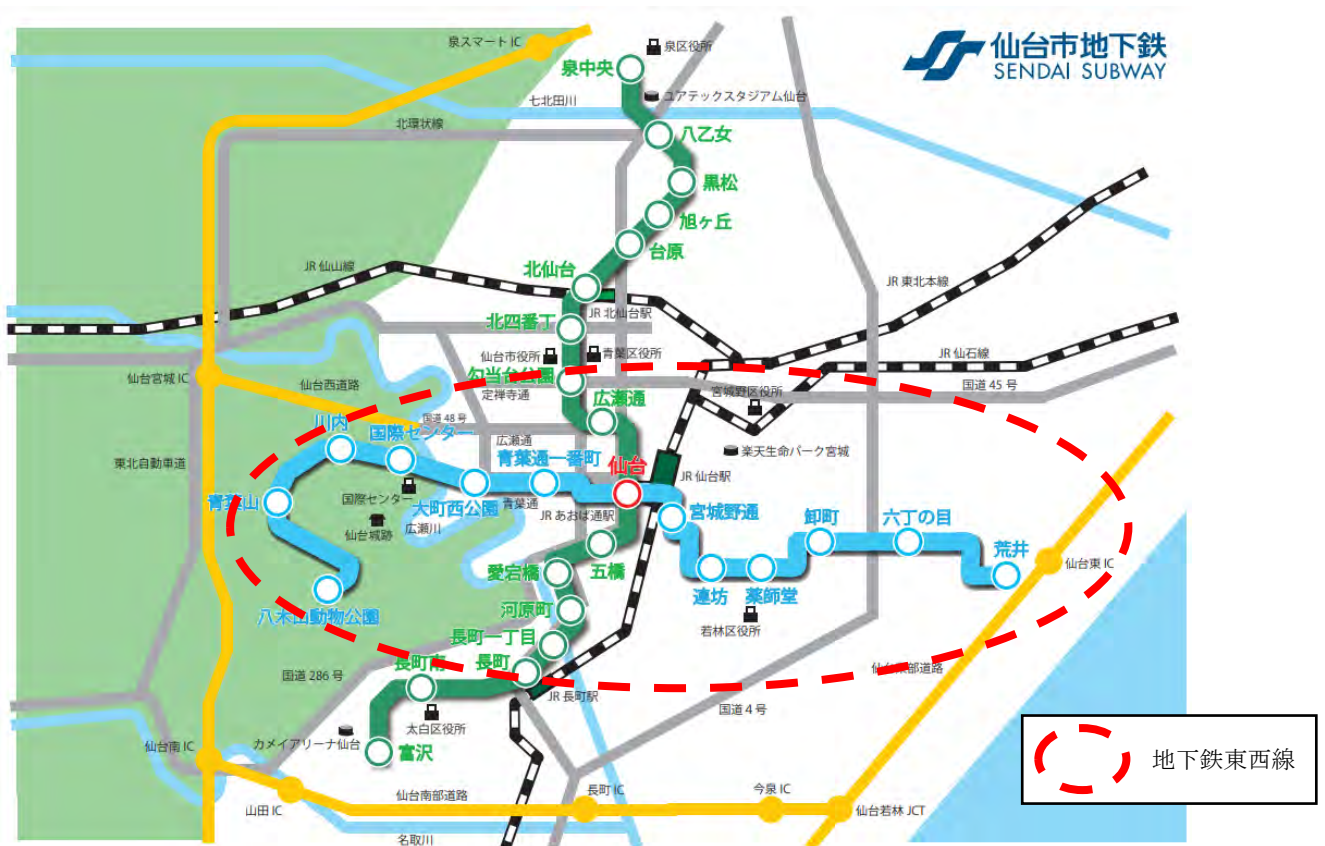 仙台市地下鉄
SENDAI SUBWAY
泉スマート IC
泉区役所
泉中央
七北田川
ユアテックスタジアム仙台
北環状線
八乙女
黒松
旭ヶ丘
台原
JR 仙山線
北仙台
JR 東北本線
JR 北仙台駅
北四番丁
仙台市役所
青葉区役所
JR 仙石線
仙台宮城 IC
仙台西道路
勾当台公園
定禅寺通
宮城野区役所
国道 45 号
国道 48 号
広瀬通
川内
国際センター
広瀬通
東北自動車道
青葉通一番町
仙台
楽天生命パーク宮城
JR 仙台駅
青葉山
国際センター
大町西公園
青葉通
仙台城跡
広瀬川
JR あおば通駅
宮城野通
卸町
六丁の目
五橋
荒井
仙台東 IC
愛宕橋
八木山動物公園
連坊
薬師堂
河原町
若林区役所
長町一丁目
国道 286 号
長町南
長町
仙台東部道路
JR 長町駅
国道 4 号
太白区役所
カメイアリーナ仙台
仙台南 IC
富沢
地下鉄東西線
山田 IC
仙台南部道路
長町 IC
今泉 IC
仙台若林 JCT
名取川